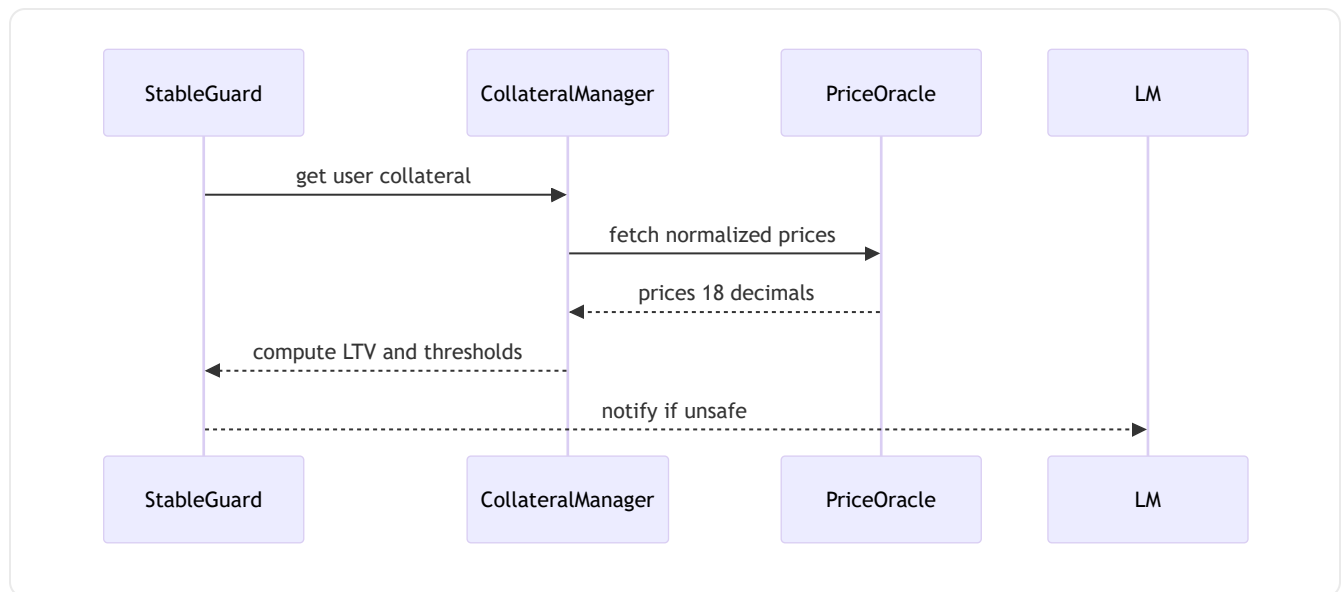 StableGuard
CollateralManager
PriceOracle
LM
get user collateral
fetch normalized prices
prices 18 decimals
compute LTV and thresholds
notify if unsafe
StableGuard
CollateralManager
PriceOracle
LM